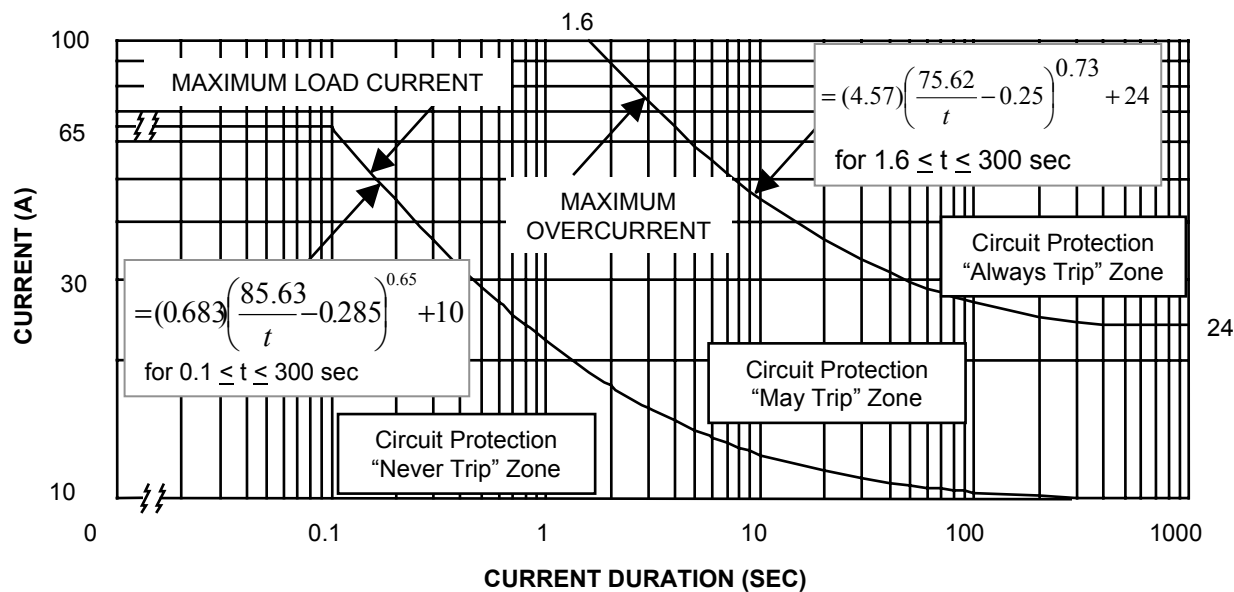 1.6
100
MAXIMUM LOAD CURRENT
= (4.57)(75.62/t − 0.25)^0.73 + 24
for 1.6 ≤ t ≤ 300 sec
65
CURRENT (A)
MAXIMUM
OVERCURRENT
Circuit Protection
“Always Trip” Zone
30
= (0.683)(85.63/t − 0.285)^0.65 + 10
for 0.1 ≤ t ≤ 300 sec
24
Circuit Protection
“May Trip” Zone
Circuit Protection
“Never Trip” Zone
10
0 0.1 1 10 100 1000
CURRENT DURATION (SEC)